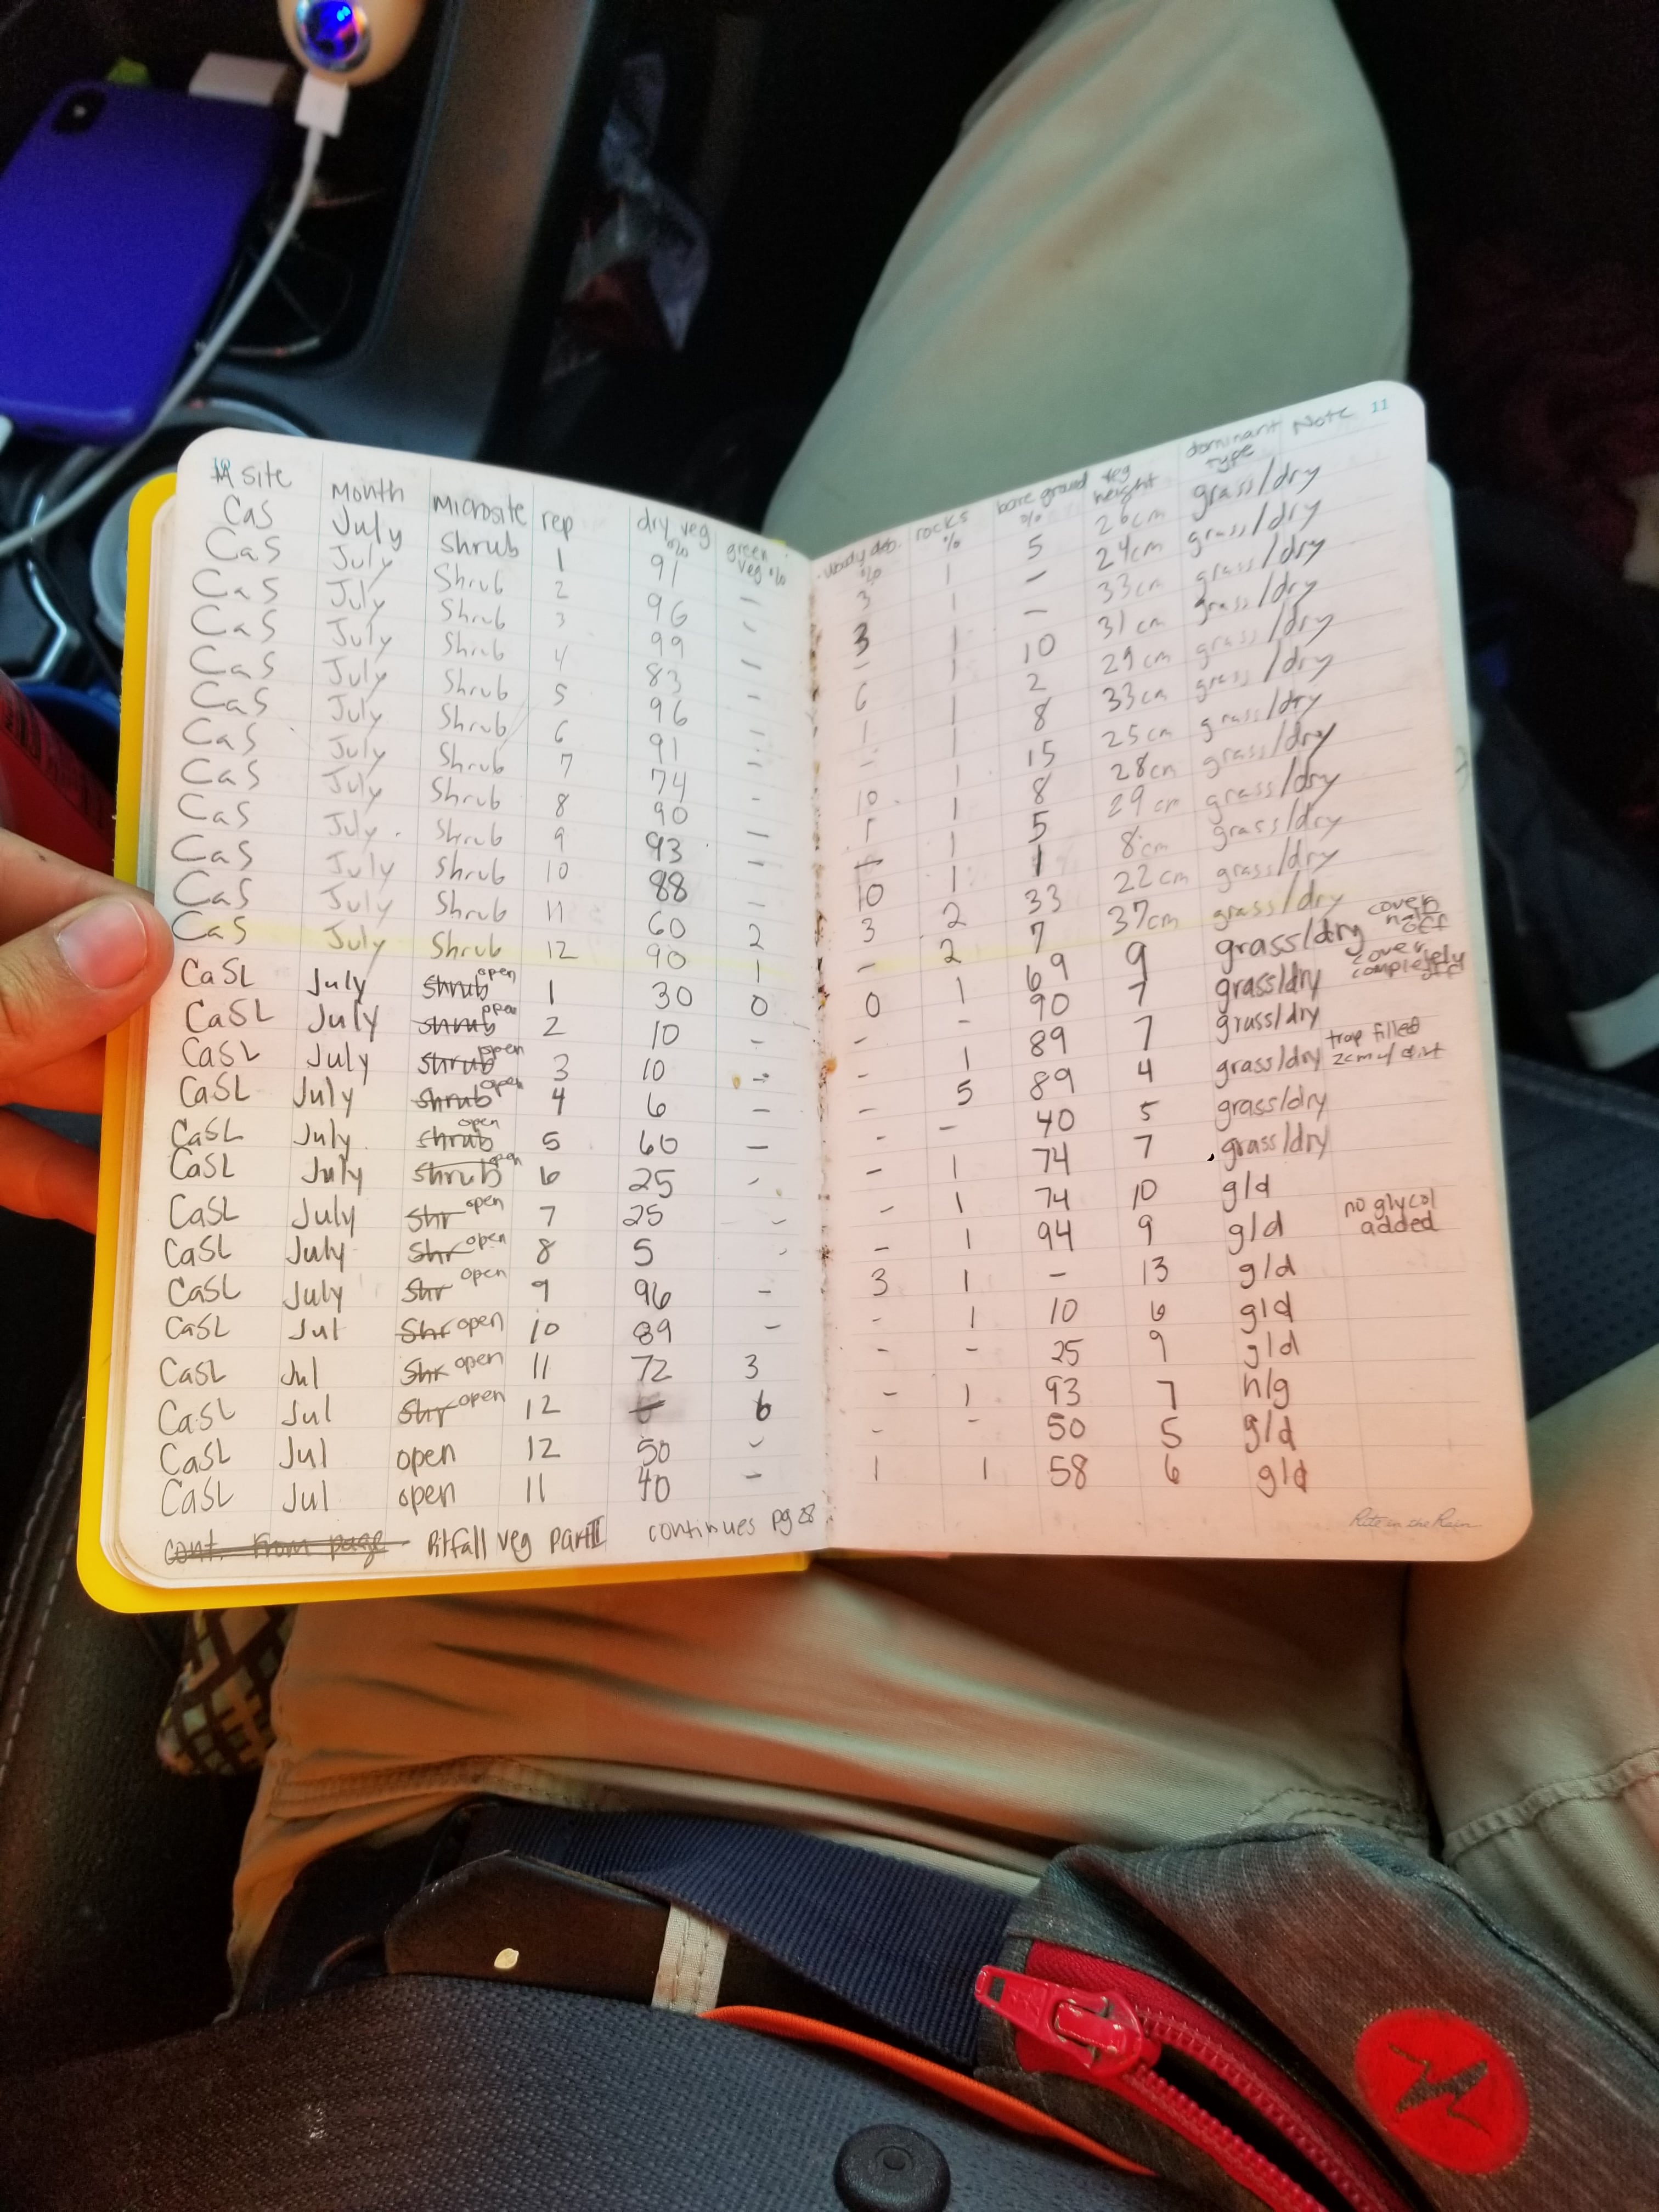 site Month Microsite rep dry veg % green veg % woody deb. % rocks % bare ground % veg height dominant type Note 11
CaS July Shrub 1 91 - 3 1 5 26cm grass/dry
CaS July Shrub 2 96 - 3 1 - 24cm grass/dry
CaS July Shrub 3 99 - - 1 - 33cm grass/dry
CaS July Shrub 4 83 - 6 1 10 31cm grass/dry
CaS July Shrub 5 96 - 1 1 2 29cm grass/dry
CaS July Shrub 6 91 - - 1 8 33cm grass/dry
CaS July Shrub 7 74 - 10 1 15 25cm grass/dry
CaS July Shrub 8 90 - 1 1 8 28cm grass/dry
CaS July Shrub 9 93 - - 1 5 29cm grass/dry
CaS July Shrub 10 88 - 10 1 1 8cm grass/dry
CaS July Shrub 11 60 2 3 2 33 22cm grass/dry
CaS July Shrub 12 90 1 - 2 7 37cm grass/dry
CaSL July shrub open 1 30 0 0 1 69 9 grass/dry cover half off
CaSL July shrub open 2 10 - - - 90 7 grass/dry cover completely off
CaSL July shrub open 3 10 - - 1 89 7 grass/dry
CaSL July shrub open 4 6 - - 5 89 4 grass/dry trap filled 2cm w/ dirt
CaSL July shrub open 5 60 - - - 40 5 grass/dry
CaSL July shrub open 6 25 - - 1 74 7 grass/dry
CaSL July Shr open 7 25 - - 1 74 10 g/d
CaSL July Shr open 8 5 - - 1 94 9 g/d no glycol added
CaSL July Shr open 9 96 - 3 1 - 13 g/d
CaSL Jul Shr open 10 89 - - 1 10 6 g/d
CaSL Jul Shr open 11 72 3 - - 25 9 g/d
CaSL Jul Shr open 12 6 - 1 93 7 h/g
CaSL Jul open 12 50 - - - 50 5 g/d
CaSL Jul open 11 40 - 1 1 58 6 g/d
cont. from page Pitfall veg Part II continues pg 28
Rite in the Rain